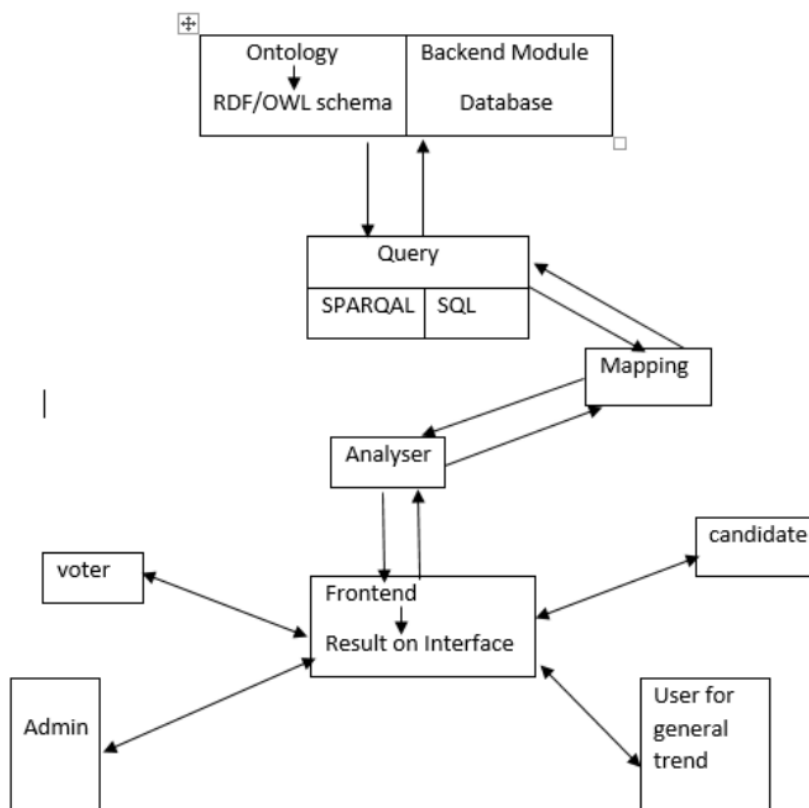 Ontology
RDF/OWL schema
Backend Module
Database
Query
SPARQAL
SQL
Mapping
Analyser
candidate
voter
Frontend
Result on Interface
Admin
User for
general
trend